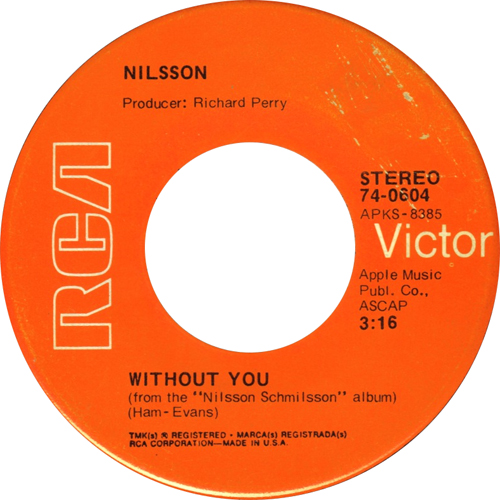 NILSSON
Producer: Richard Perry
RCA
STEREO
74-0604
APKS-8385
Victor
Apple Music
Publ. Co.,
ASCAP
3:16
WITHOUT YOU
(from the "Nilsson Schmilsson" album)
(Ham-Evans)
TMK(s) ® REGISTERED • MARCA(s) REGISTRADA(s)
RCA CORPORATION—MADE IN U.S.A.